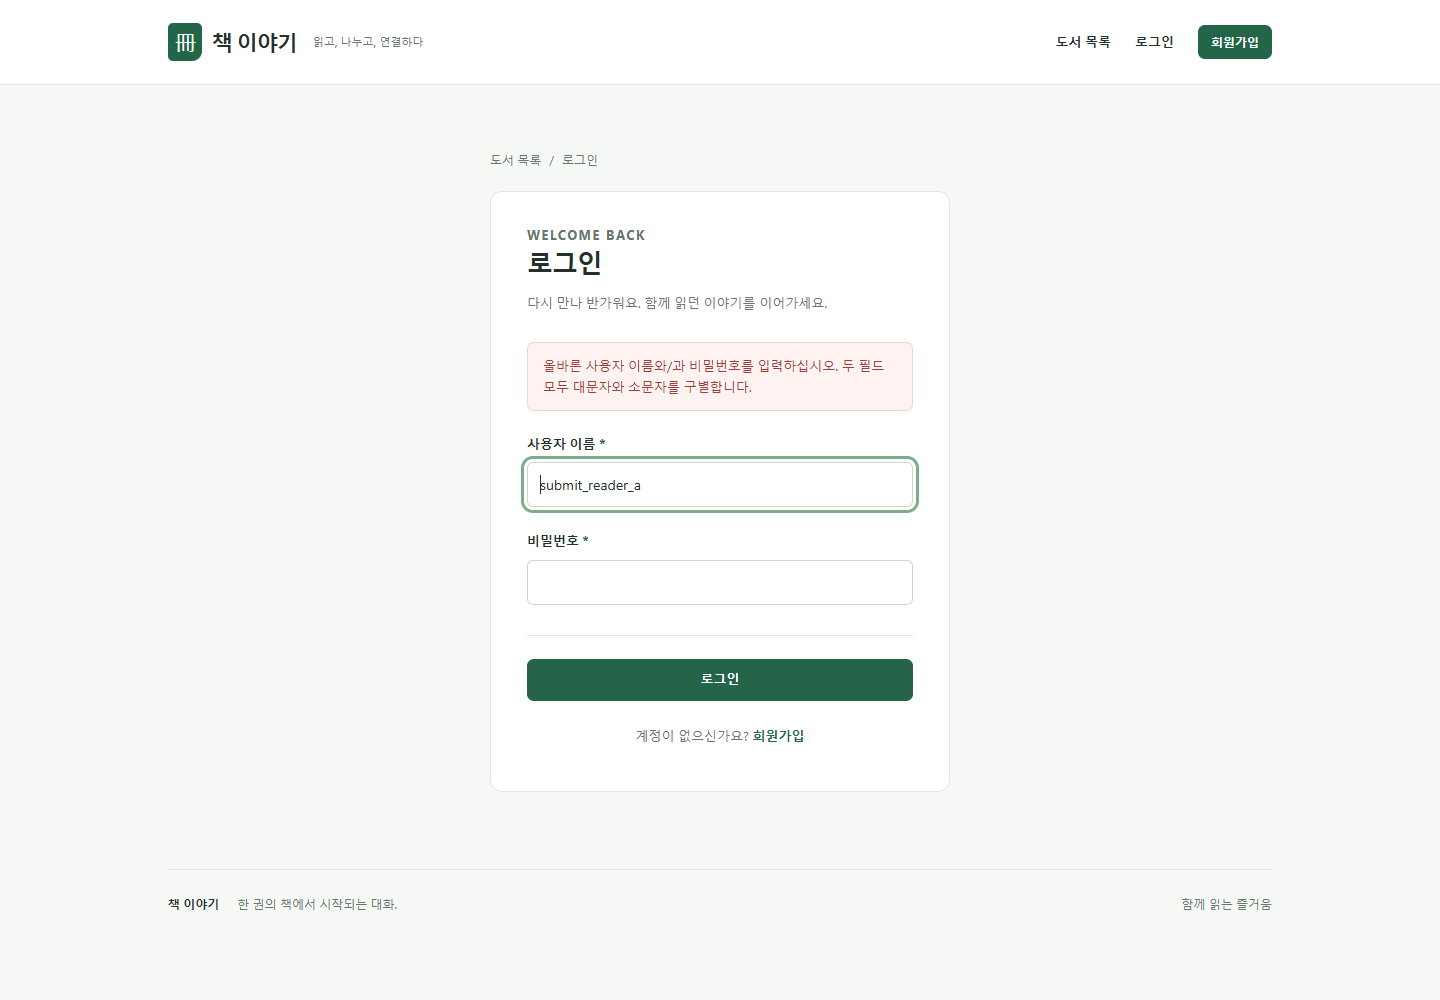 冊 책 이야기 읽고, 나누고, 연결하다 도서 목록 로그인 회원가입
도서 목록 / 로그인
WELCOME BACK
로그인
다시 만나 반가워요. 함께 읽던 이야기를 이어가세요.
올바른 사용자 이름와/과 비밀번호를 입력하십시오. 두 필드
모두 대문자와 소문자를 구별합니다.
사용자 이름 *
submit_reader_a
비밀번호 *
로그인
계정이 없으신가요? 회원가입
책 이야기 한 권의 책에서 시작되는 대화. 함께 읽는 즐거움